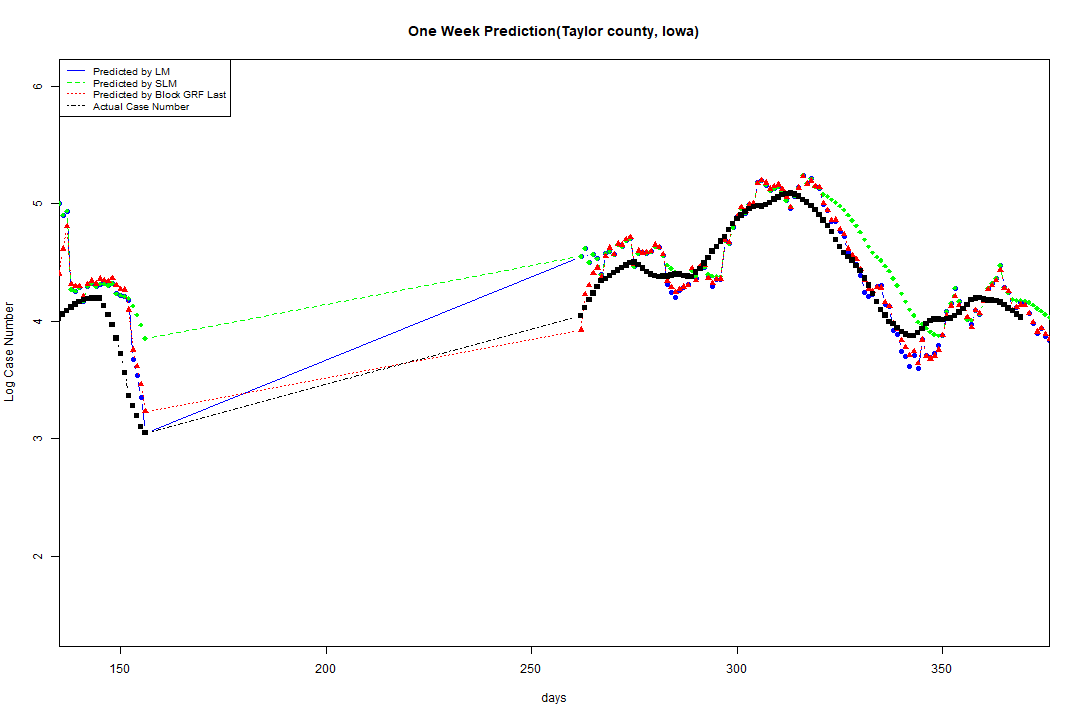 One Week Prediction(Taylor county, Iowa)
Predicted by LM
Predicted by SLM
Predicted by Block GRF Last
Actual Case Number
6
5
4
3
2
Log Case Number
150 200 250 300 350
days